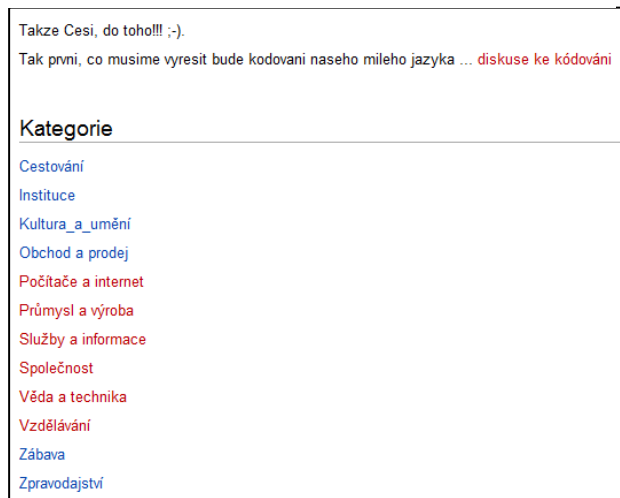 Takze Cesi, do toho!!! ;-).
Tak prvni, co musime vyresit bude kodovani naseho mileho jazyka ... diskuse ke kódováni
Kategorie
Cestování
Instituce
Kultura_a_umění
Obchod a prodej
Počítače a internet
Průmysl a výroba
Služby a informace
Společnost
Věda a technika
Vzdělávání
Zábava
Zpravodajství